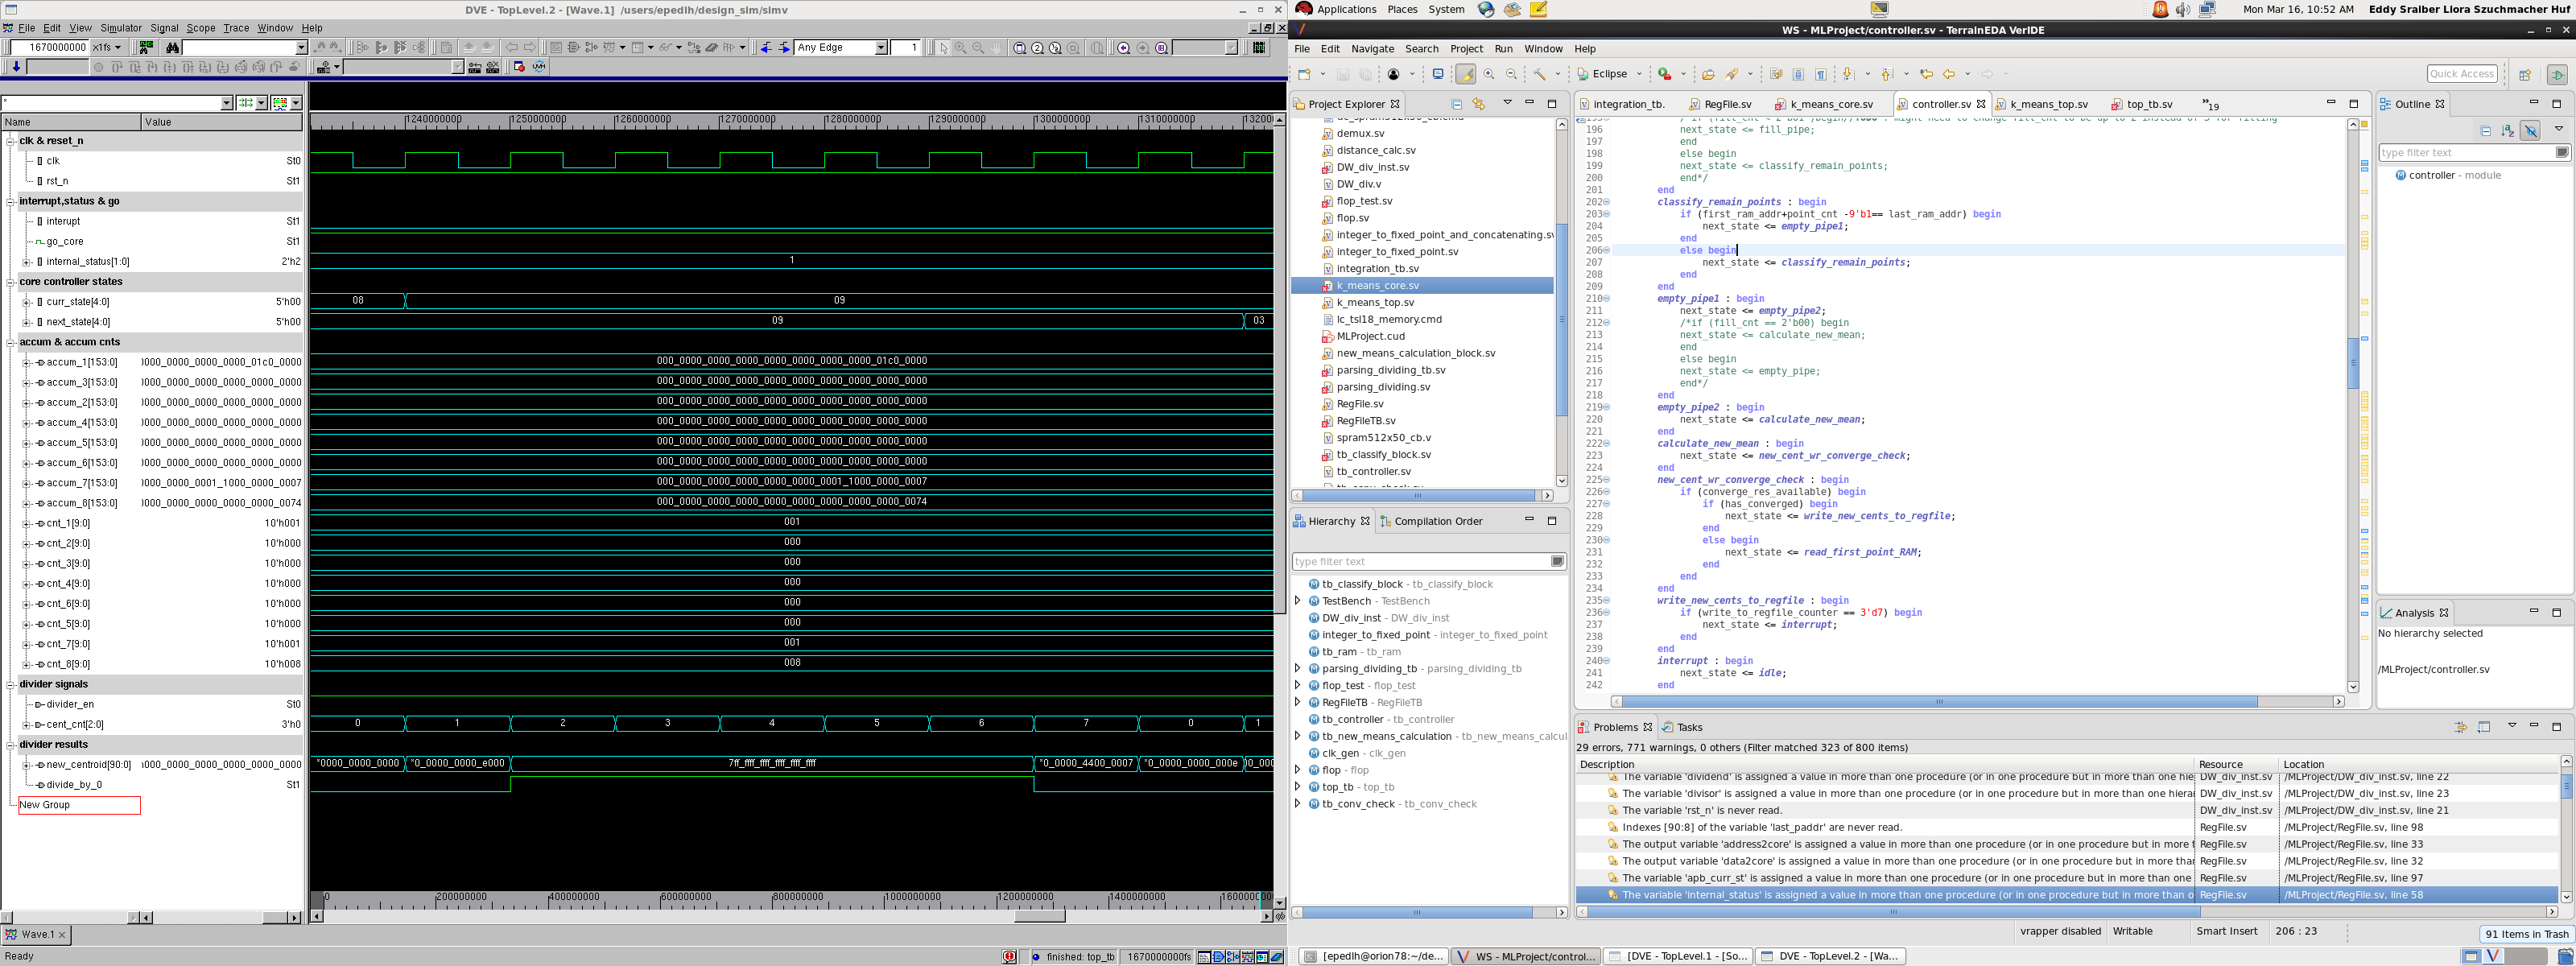 DVE - TopLevel.2 - [Wave.1]  /users/epedlh/design_sim/simv
File Edit View Simulator Signal Scope Trace Window Help
1670000000 x1fs
Any Edge 1
*
Name Value
clk & reset_n
clk St0
rst_n St1
interrupt,status & go
interupt St1
go_core St1
internal_status[1:0] 2'h2
core controller states
curr_state[4:0] 5'h00
next_state[4:0] 5'h00
accum & accum cnts
accum_1[153:0] )000_0000_0000_0000_01c0_0000
accum_3[153:0] )000_0000_0000_0000_0000_0000
accum_2[153:0] )000_0000_0000_0000_0000_0000
accum_4[153:0] )000_0000_0000_0000_0000_0000
accum_5[153:0] )000_0000_0000_0000_0000_0000
accum_6[153:0] )000_0000_0000_0000_0000_0000
accum_7[153:0] )000_0000_0001_1000_0000_0007
accum_8[153:0] )000_0000_0000_0000_0000_0074
cnt_1[9:0] 10'h001
cnt_2[9:0] 10'h000
cnt_3[9:0] 10'h000
cnt_4[9:0] 10'h000
cnt_6[9:0] 10'h000
cnt_5[9:0] 10'h000
cnt_7[9:0] 10'h001
cnt_8[9:0] 10'h008
divider signals
divider_en St0
cent_cnt[2:0] 3'h0
divider results
new_centroid[90:0] )000_0000_0000_0000_0000_0000
divide_by_0 St1
New Group
1240000000 1250000000 1260000000 1270000000 1280000000 1290000000 1300000000 1310000000 132000
1
08 09
09 03
000_0000_0000_0000_0000_0000_0000_0000_01c0_0000
000_0000_0000_0000_0000_0000_0000_0000_0000_0000
000_0000_0000_0000_0000_0000_0000_0000_0000_0000
000_0000_0000_0000_0000_0000_0000_0000_0000_0000
000_0000_0000_0000_0000_0000_0000_0000_0000_0000
000_0000_0000_0000_0000_0000_0000_0000_0000_0000
000_0000_0000_0000_0000_0000_0001_1000_0000_0007
000_0000_0000_0000_0000_0000_0000_0000_0000_0074
001
000
000
000
000
000
001
008
0 1 2 3 4 5 6 7 0 1
*0000_0000_0000 *0_0000_0000_e000 7ff_ffff_ffff_ffff_ffff_ffff *0_0000_4400_0007 *0_0000_0000_000e )0_000
0 200000000 400000000 600000000 800000000 1000000000 1200000000 1400000000
Wave.1
Ready
finished: top_tb 1670000000fs
Applications Places System
Mon Mar 16, 10:52 AM Eddy Sraiber Llora Szuchmacher Huf
WS - MLProject/controller.sv - TerrainEDA VerIDE
File Edit Navigate Search Project Run Window Help
Eclipse
Quick Access
Project Explorer
demux.sv
distance_calc.sv
DW_div_inst.sv
DW_div.v
flop_test.sv
flop.sv
integer_to_fixed_point_and_concatenating.sv
integer_to_fixed_point.sv
integration_tb.sv
k_means_core.sv
k_means_top.sv
lc_tsl18_memory.cmd
MLProject.cud
new_means_calculation_block.sv
parsing_dividing_tb.sv
parsing_dividing.sv
RegFile.sv
RegFileTB.sv
spram512x50_cb.v
tb_classify_block.sv
tb_controller.sv
Hierarchy Compilation Order
type filter text
tb_classify_block - tb_classify_block
TestBench - TestBench
DW_div_inst - DW_div_inst
integer_to_fixed_point - integer_to_fixed_point
tb_ram - tb_ram
parsing_dividing_tb - parsing_dividing_tb
flop_test - flop_test
RegFileTB - RegFileTB
tb_controller - tb_controller
tb_new_means_calculation - tb_new_means_calcul
clk_gen - clk_gen
flop - flop
top_tb - top_tb
tb_conv_check - tb_conv_check
integration_tb. RegFile.sv k_means_core.sv controller.sv k_means_top.sv top_tb.sv »19
196 next_state <= fill_pipe;
197 end
198 else begin
199 next_state <= classify_remain_points;
200 end*/
201 end
202 classify_remain_points : begin
203 if (first_ram_addr+point_cnt -9'b1== last_ram_addr) begin
204 next_state <= empty_pipe1;
205 end
206 else begin
207 next_state <= classify_remain_points;
208 end
209 end
210 empty_pipe1 : begin
211 next_state <= empty_pipe2;
212 /*if (fill_cnt == 2'b00) begin
213 next_state <= calculate_new_mean;
214 end
215 else begin
216 next_state <= empty_pipe;
217 end*/
218 end
219 empty_pipe2 : begin
220 next_state <= calculate_new_mean;
221 end
222 calculate_new_mean : begin
223 next_state <= new_cent_wr_converge_check;
224 end
225 new_cent_wr_converge_check : begin
226 if (converge_res_available) begin
227 if (has_converged) begin
228 next_state <= write_new_cents_to_regfile;
229 end
230 else begin
231 next_state <= read_first_point_RAM;
232 end
233 end
234 end
235 write_new_cents_to_regfile : begin
236 if (write_to_regfile_counter == 3'd7) begin
237 next_state <= interrupt;
238 end
239 end
240 interrupt : begin
241 next_state <= idle;
242 end
Outline
type filter text
controller - module
Analysis
No hierarchy selected
/MLProject/controller.sv
Problems Tasks
29 errors, 771 warnings, 0 others (Filter matched 323 of 800 items)
Description Resource Location
The variable 'dividend' is assigned a value in more than one procedure (or in one procedure but in more than one hie DW_div_inst.sv /MLProject/DW_div_inst.sv, line 22
The variable 'divisor' is assigned a value in more than one procedure (or in one procedure but in more than one hierar DW_div_inst.sv /MLProject/DW_div_inst.sv, line 23
The variable 'rst_n' is never read. DW_div_inst.sv /MLProject/DW_div_inst.sv, line 21
Indexes [90:8] of the variable 'last_paddr' are never read. RegFile.sv /MLProject/RegFile.sv, line 98
The output variable 'address2core' is assigned a value in more than one procedure (or in one procedure but in more t RegFile.sv /MLProject/RegFile.sv, line 33
The output variable 'data2core' is assigned a value in more than one procedure (or in one procedure but in more than RegFile.sv /MLProject/RegFile.sv, line 32
The variable 'apb_curr_st' is assigned a value in more than one procedure (or in one procedure but in more than one RegFile.sv /MLProject/RegFile.sv, line 97
The variable 'internal_status' is assigned a value in more than one procedure (or in one procedure but in more than o RegFile.sv /MLProject/RegFile.sv, line 58
vrapper disabled Writable Smart Insert 206 : 23
91 Items in Trash
[epedlh@orion78:~/de... WS - MLProject/control... [DVE - TopLevel.1 - [So... DVE - TopLevel.2 - [Wa...